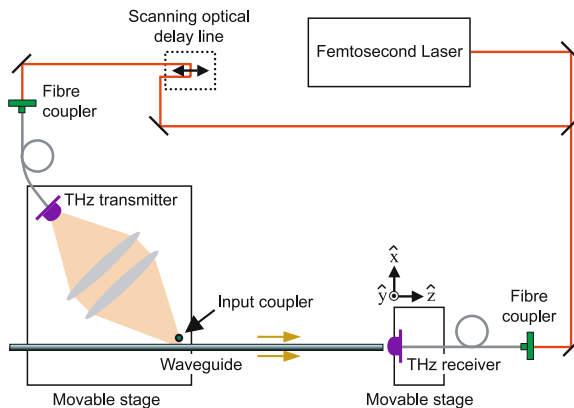 Scanning optical
delay line
Femtosecond Laser
Fibre
coupler
THz transmitter
Input coupler
x̂
ŷ
ẑ
Fibre
coupler
Waveguide
THz receiver
Movable stage
Movable stage